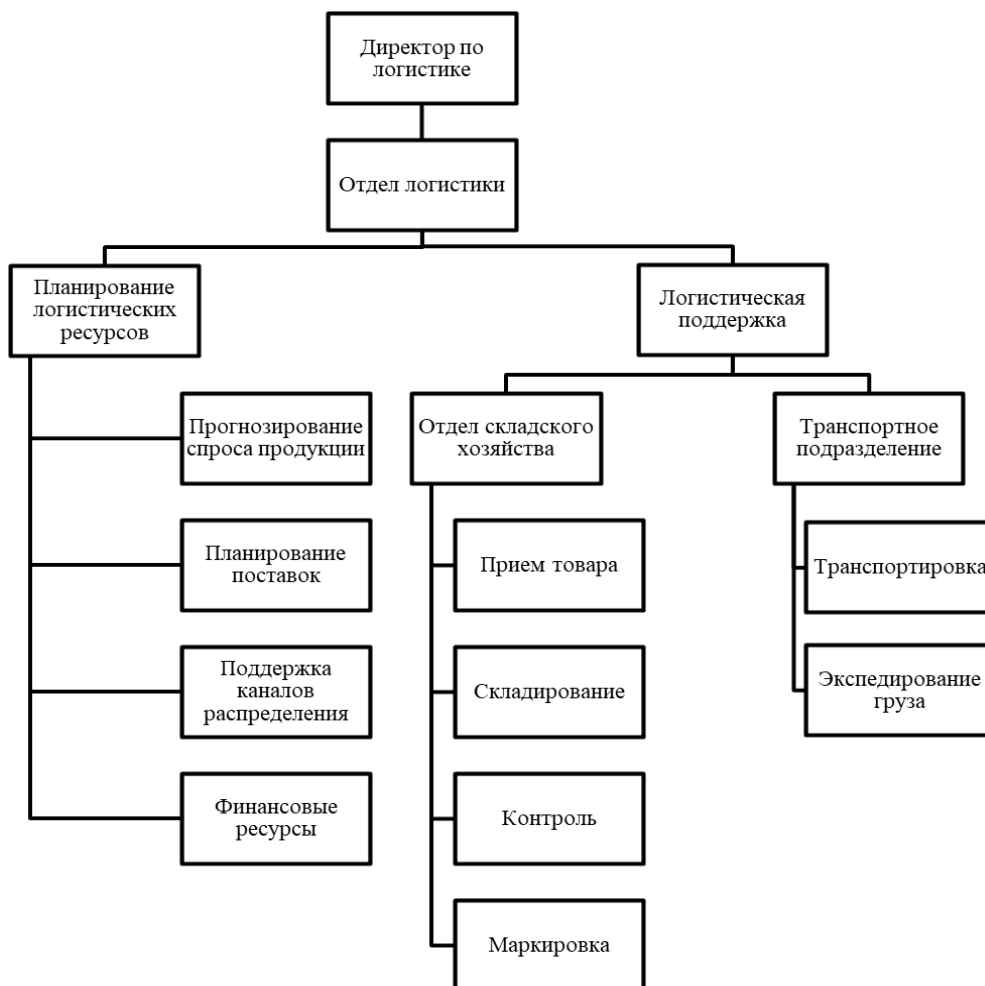 Директор по
логистике
Отдел логистики
Планирование
логистических
ресурсов
Логистическая
поддержка
Прогнозирование
спроса продукции
Планирование
поставок
Поддержка
каналов
распределения
Финансовые
ресурсы
Отдел складского
хозяйства
Прием товара
Складирование
Контроль
Маркировка
Транспортное
подразделение
Транспортировка
Экспедирование
груза